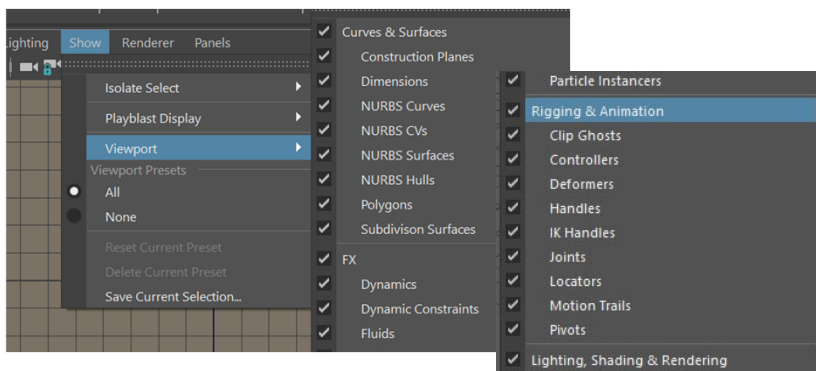 Lighting Show Renderer Panels
Isolate Select
Playblast Display
Viewport
Viewport Presets
All
None
Reset Current Preset
Delete Current Preset
Save Current Selection...
Curves & Surfaces
Construction Planes
Dimensions
NURBS Curves
NURBS CVs
NURBS Surfaces
NURBS Hulls
Polygons
Subdivison Surfaces
FX
Dynamics
Dynamic Constraints
Fluids
Particle Instancers
Rigging & Animation
Clip Ghosts
Controllers
Deformers
Handles
IK Handles
Joints
Locators
Motion Trails
Pivots
Lighting, Shading & Rendering